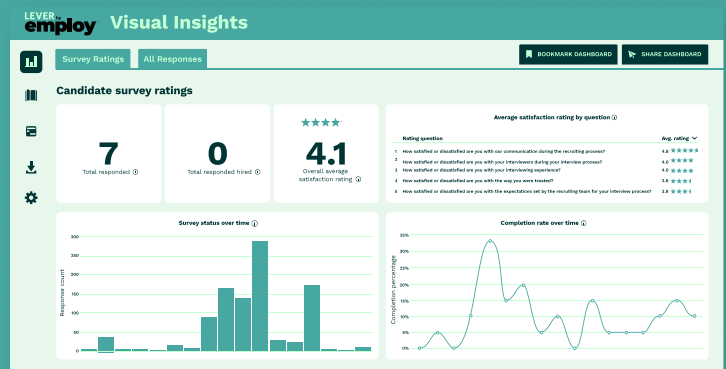 LEVER
by employ
Visual Insights
BOOKMARK DASHBOARD
SHARE DASHBOARD
Survey Ratings
All Responses
Candidate survey ratings
7
Total responded
0
Total responded hired
4.1
Overall average
satisfaction rating
Average satisfaction rating by question
Rating question
Avg. rating
1 How satisfied or dissatisfied are you with our communication during the recruiting process? 4.8
2 How satisfied or dissatisfied are you with your interviewers during your interview process? 4.0
3 How satisfied or dissatisfied are you with your interviewing experience? 4.0
4 How satisfied or dissatisfied are you with the way you were treated? 3.8
5 How satisfied or dissatisfied are you with the expectations set by the recruiting team for your interview process? 3.8
Survey status over time
Response count
300
250
200
150
100
50
0
Completion rate over time
Completion percentage
35%
30%
25%
20%
15%
10%
5%
0%